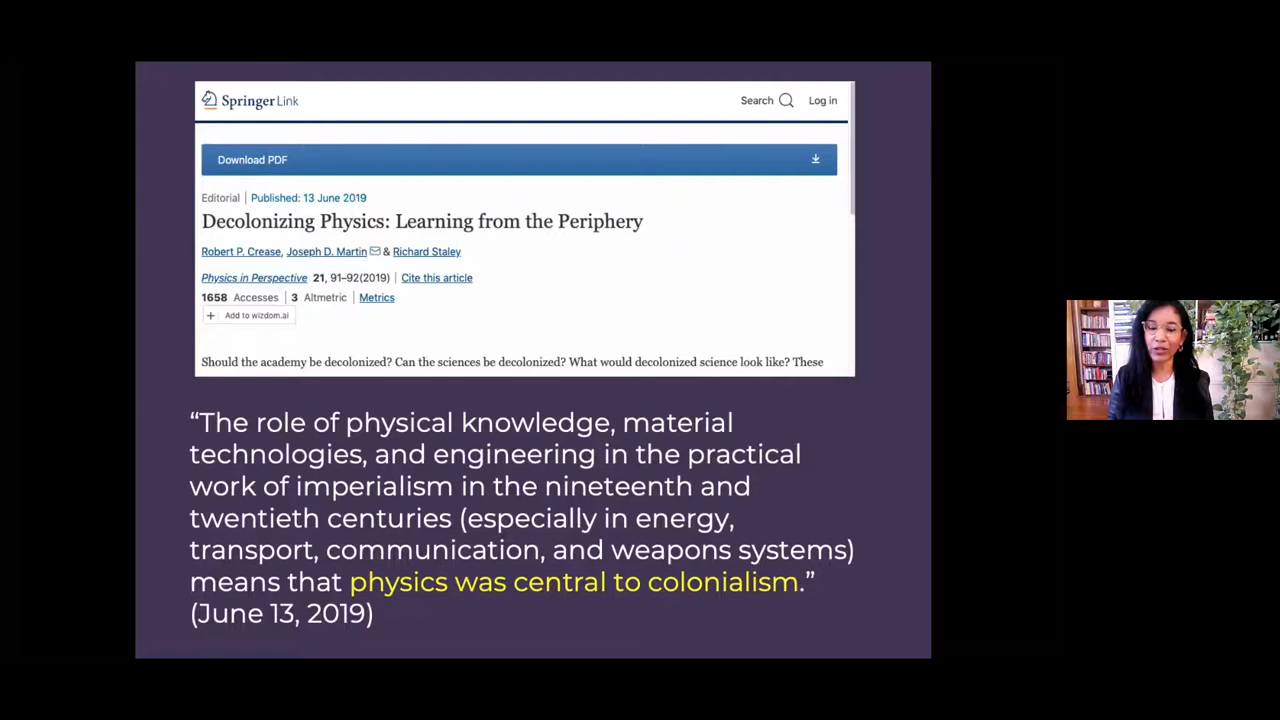 Springer Link
Search
Log in
Download PDF
Editorial | Published: 13 June 2019
Decolonizing Physics: Learning from the Periphery
Robert P. Crease, Joseph D. Martin & Richard Staley
Physics in Perspective 21, 91–92(2019) | Cite this article
1658 Accesses | 3 Altmetric | Metrics
+ Add to wizdom.ai
Should the academy be decolonized? Can the sciences be decolonized? What would decolonized science look like? These
“The role of physical knowledge, material
technologies, and engineering in the practical
work of imperialism in the nineteenth and
twentieth centuries (especially in energy,
transport, communication, and weapons systems)
means that physics was central to colonialism.”
(June 13, 2019)